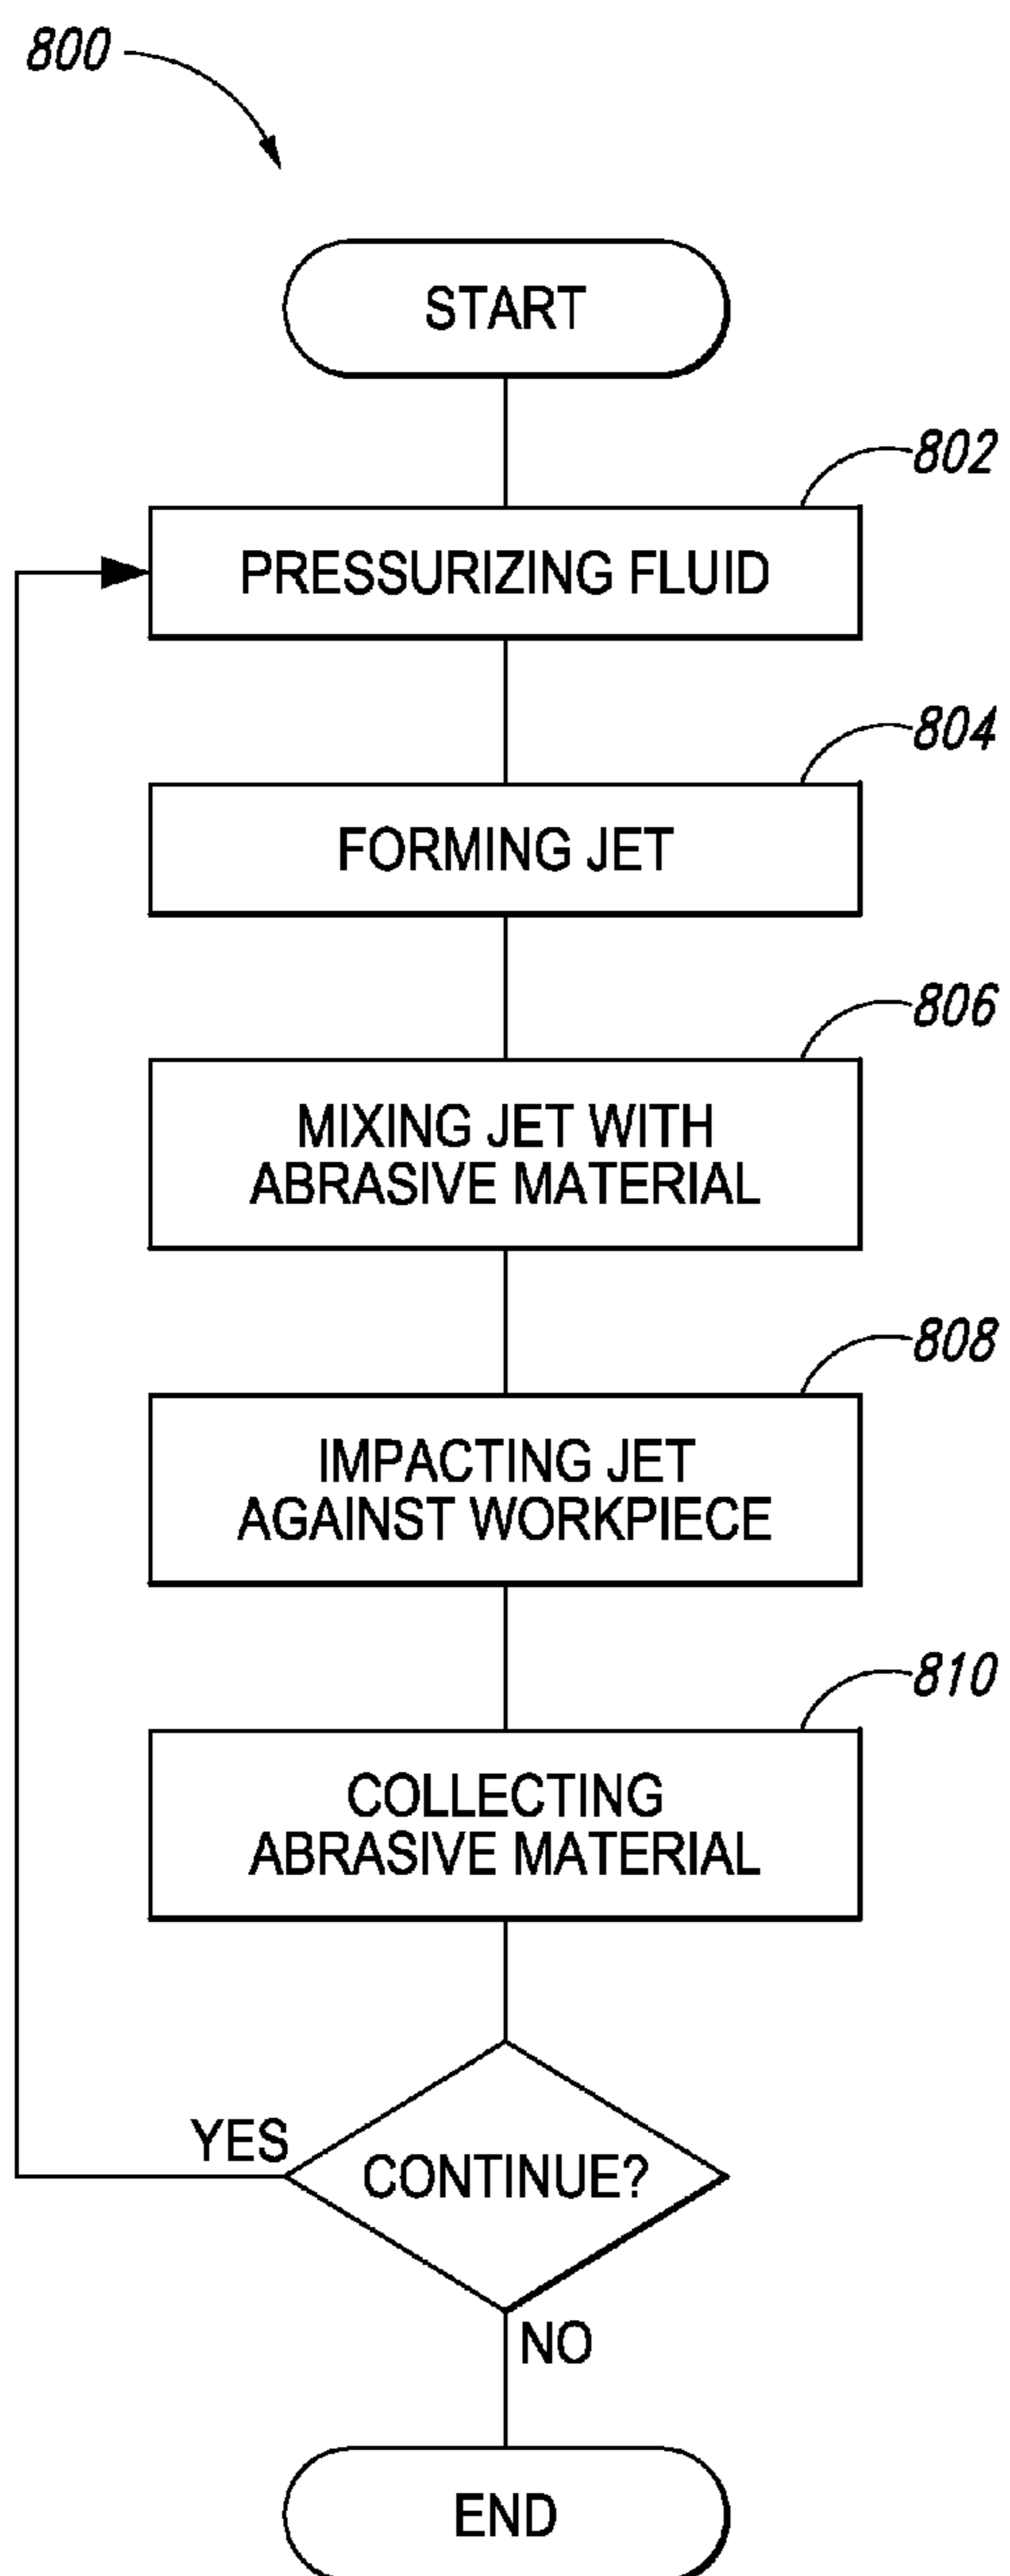 800
START
802
PRESSURIZING FLUID
804
FORMING JET
806
MIXING JET WITH
ABRASIVE MATERIAL
808
IMPACTING JET
AGAINST WORKPIECE
810
COLLECTING
ABRASIVE MATERIAL
YES
CONTINUE?
NO
END